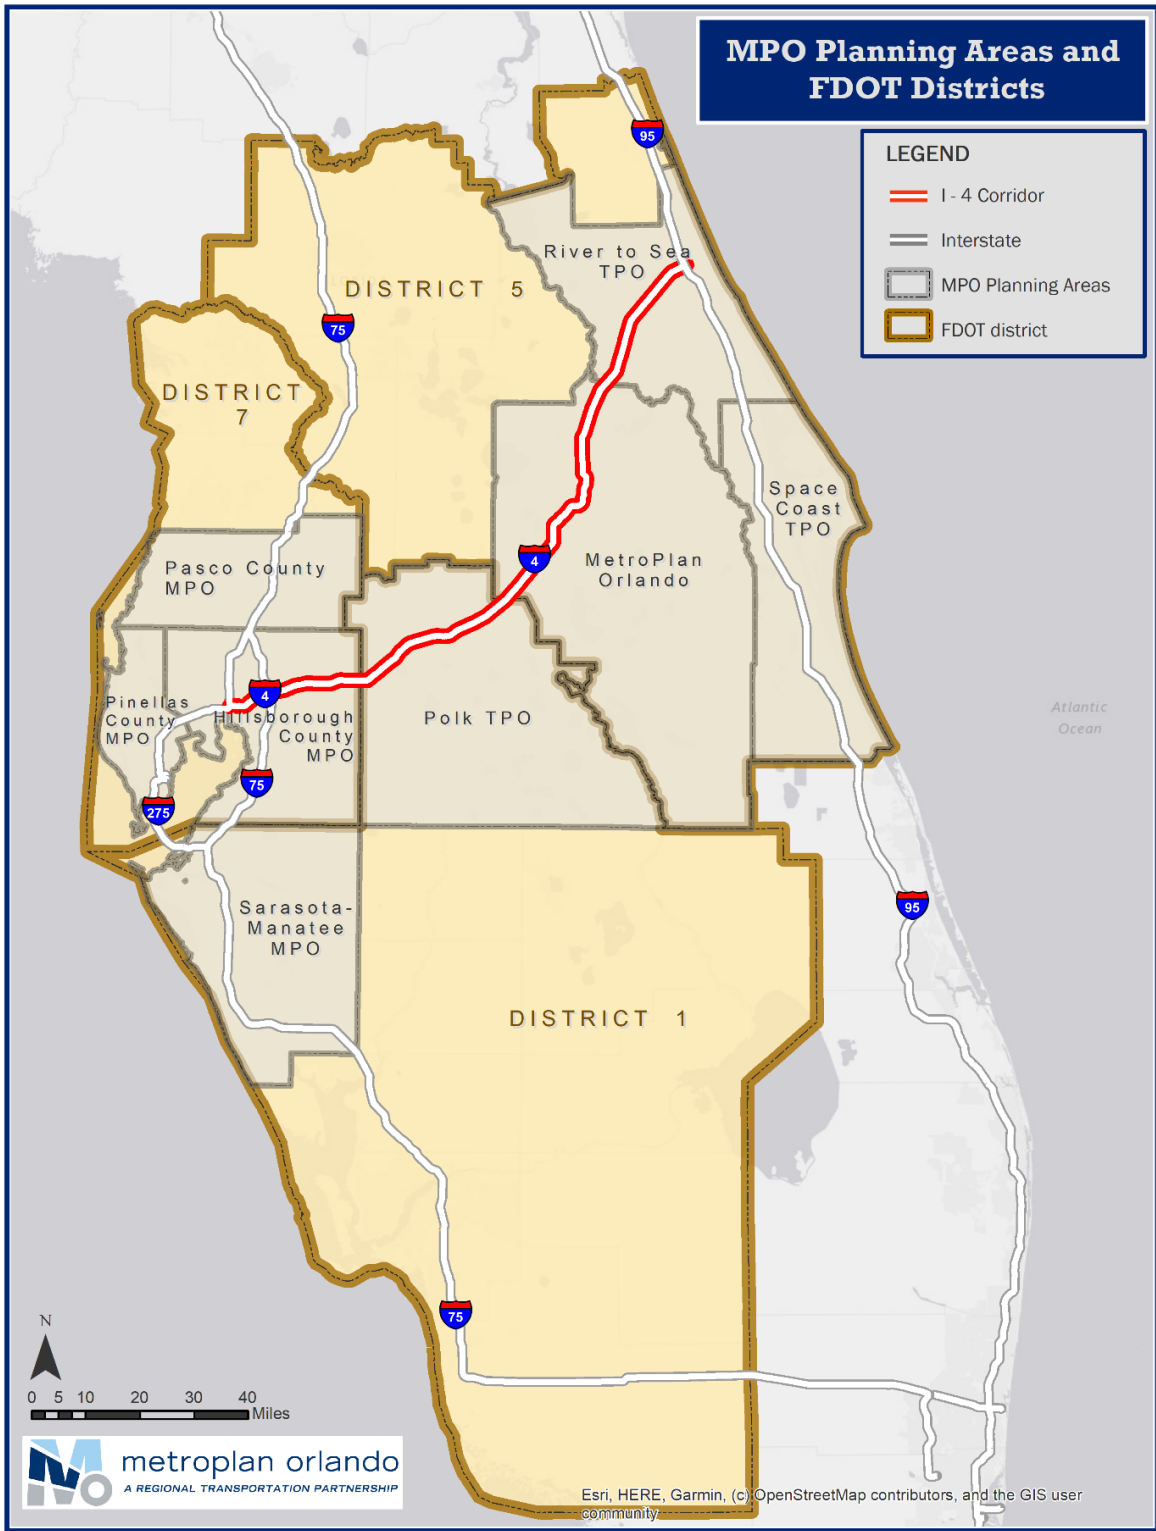 MPO Planning Areas and
FDOT Districts
LEGEND
I - 4 Corridor
Interstate
MPO Planning Areas
FDOT district
95
River to Sea
TPO
DISTRICT 5
75
DISTRICT
7
Space
Coast
TPO
4
MetroPlan
Orlando
Pasco County
MPO
4
Pinellas
County
MPO
Hillsborough
County
MPO
Polk TPO
Atlantic
Ocean
75
275
95
Sarasota-
Manatee
MPO
DISTRICT 1
75
N
0 5 10 20 30 40
Miles
metroplan orlando
A REGIONAL TRANSPORTATION PARTNERSHIP
Esri, HERE, Garmin, (c) OpenStreetMap contributors, and the GIS user
community